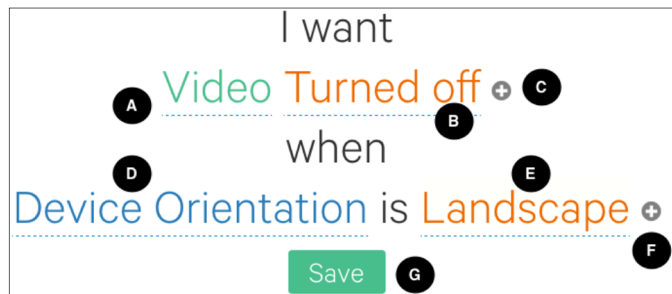 I want
A Video Turned off C
B
when
D E
Device Orientation is Landscape
F
Save G